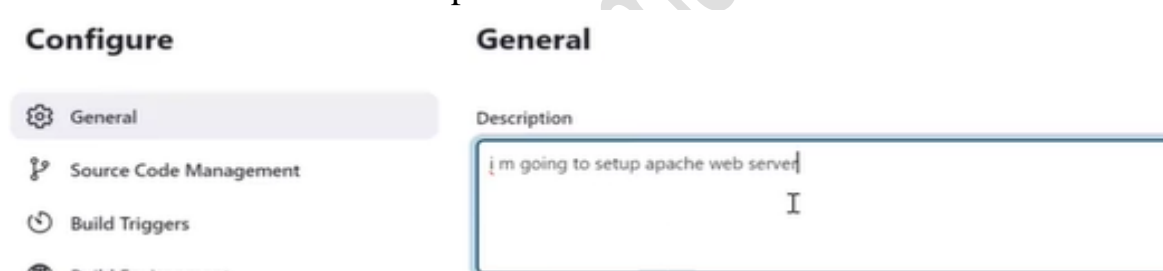 Configure
General
General
Description
Source Code Management
i m going to setup apache web server
Build Triggers